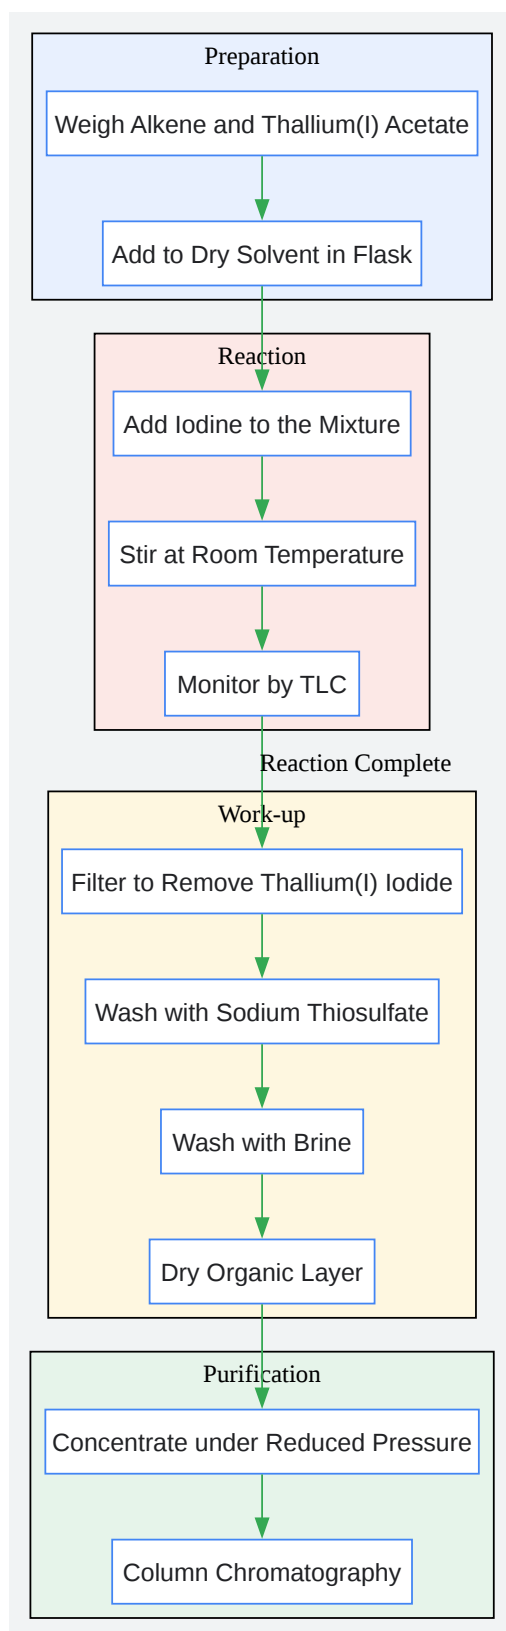 Preparation
Weigh Alkene and Thallium(I) Acetate
Add to Dry Solvent in Flask
Reaction
Add Iodine to the Mixture
Stir at Room Temperature
Monitor by TLC
Reaction Complete
Work-up
Filter to Remove Thallium(I) Iodide
Wash with Sodium Thiosulfate
Wash with Brine
Dry Organic Layer
Purification
Concentrate under Reduced Pressure
Column Chromatography